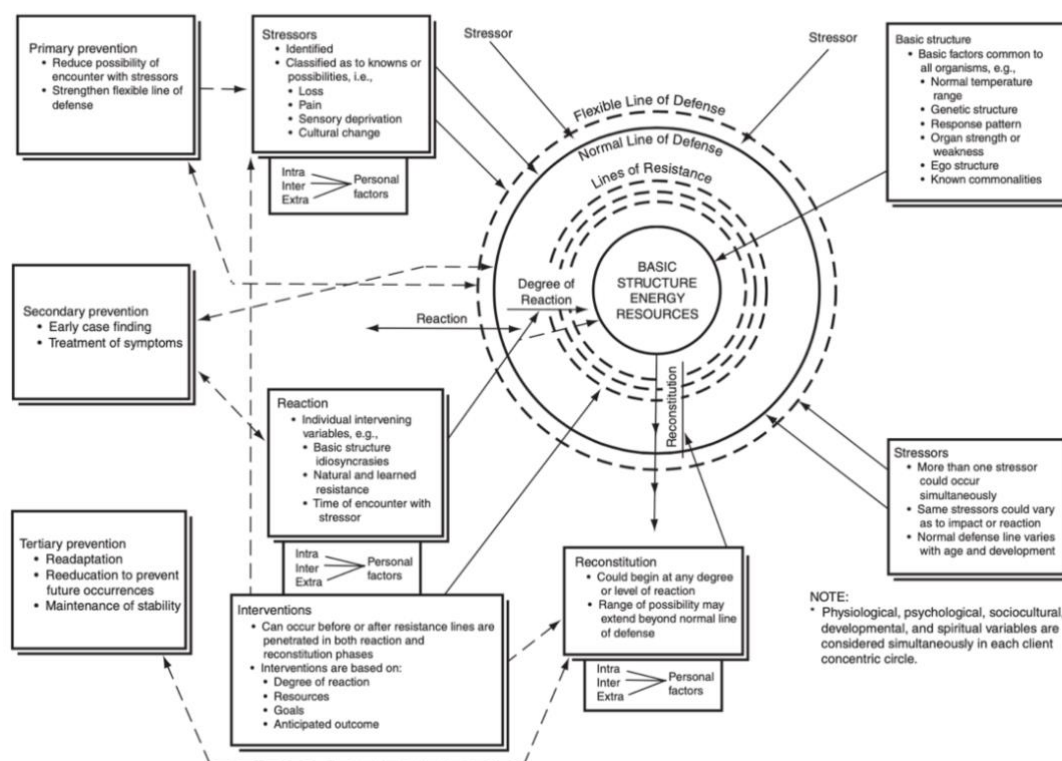 Primary prevention
• Reduce possibility of
encounter with stressors
• Strengthen flexible line of
defense
Stressors
• Identified
• Classified as to knowns or
possibilities, i.e.,
• Loss
• Pain
• Sensory deprivation
• Cultural change
Intra
Inter
Extra
Personal
factors
Stressor
Stressor
Basic structure
• Basic factors common to
all organisms, e.g.,
• Normal temperature
range
• Genetic structure
• Response pattern
• Organ strength or
weakness
• Ego structure
• Known commonalities
Flexible Line of Defense
Normal Line of Defense
Lines of Resistance
BASIC
STRUCTURE
ENERGY
RESOURCES
Degree of
Reaction
Reaction
Reconstitution
Secondary prevention
• Early case finding
• Treatment of symptoms
Reaction
• Individual intervening
variables, e.g.,
• Basic structure
idiosyncrasies
• Natural and learned
resistance
• Time of encounter with
stressor
Intra
Inter
Extra
Personal
factors
Stressors
• More than one stressor
could occur
simultaneously
• Same stressors could vary
as to impact or reaction
• Normal defense line varies
with age and development
Tertiary prevention
• Readaptation
• Reeducation to prevent
future occurrences
• Maintenance of stability
Interventions
• Can occur before or after resistance lines are
penetrated in both reaction and
reconstitution phases
• Interventions are based on:
• Degree of reaction
• Resources
• Goals
• Anticipated outcome
Reconstitution
• Could begin at any degree
or level of reaction
• Range of possibility may
extend beyond normal line
of defense
Intra
Inter
Extra
Personal
factors
NOTE:
* Physiological, psychological, sociocultural,
developmental, and spiritual variables are
considered simultaneously in each client
concentric circle.